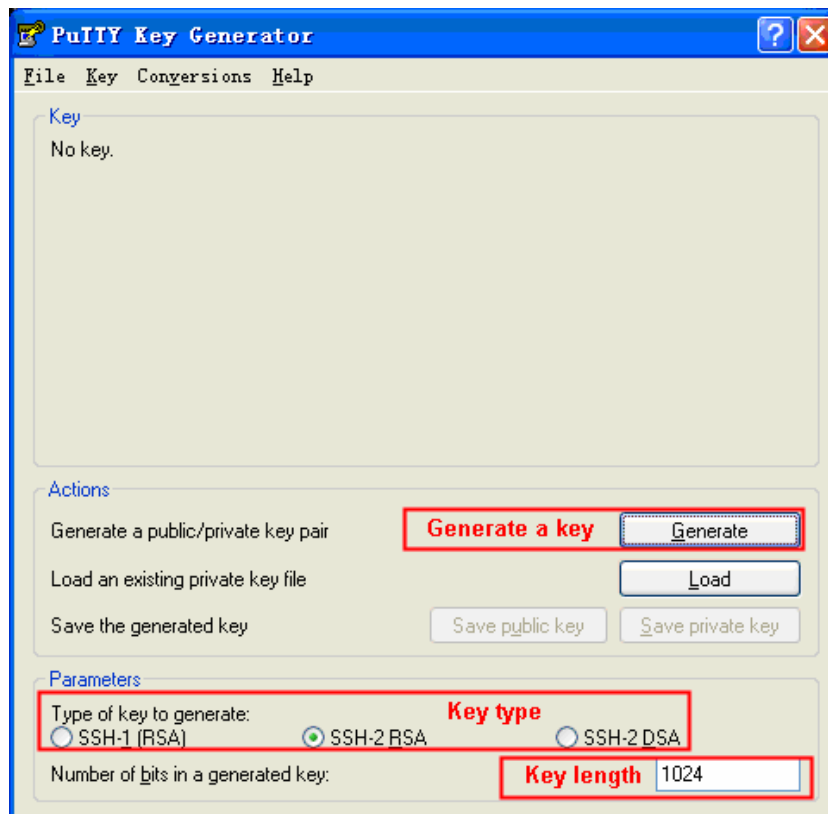 PuTTY Key Generator
File Key Conversions Help
Key
No key.
Actions
Generate a public/private key pair Generate a key Generate
Load an existing private key file Load
Save the generated key Save public key Save private key
Parameters
Type of key to generate: Key type
SSH-1 (RSA) SSH-2 RSA SSH-2 DSA
Number of bits in a generated key: Key length 1024